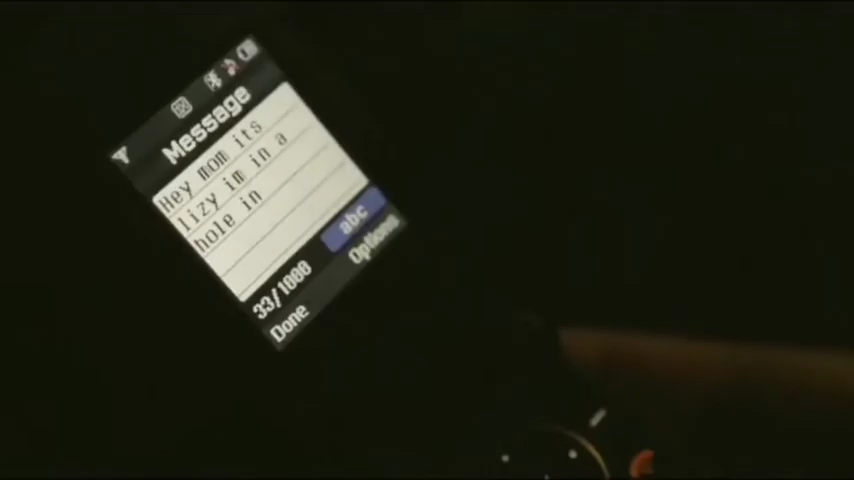 Message
Hey mom its
lizy im in a
hole in
abc
33/1000
Options
Done